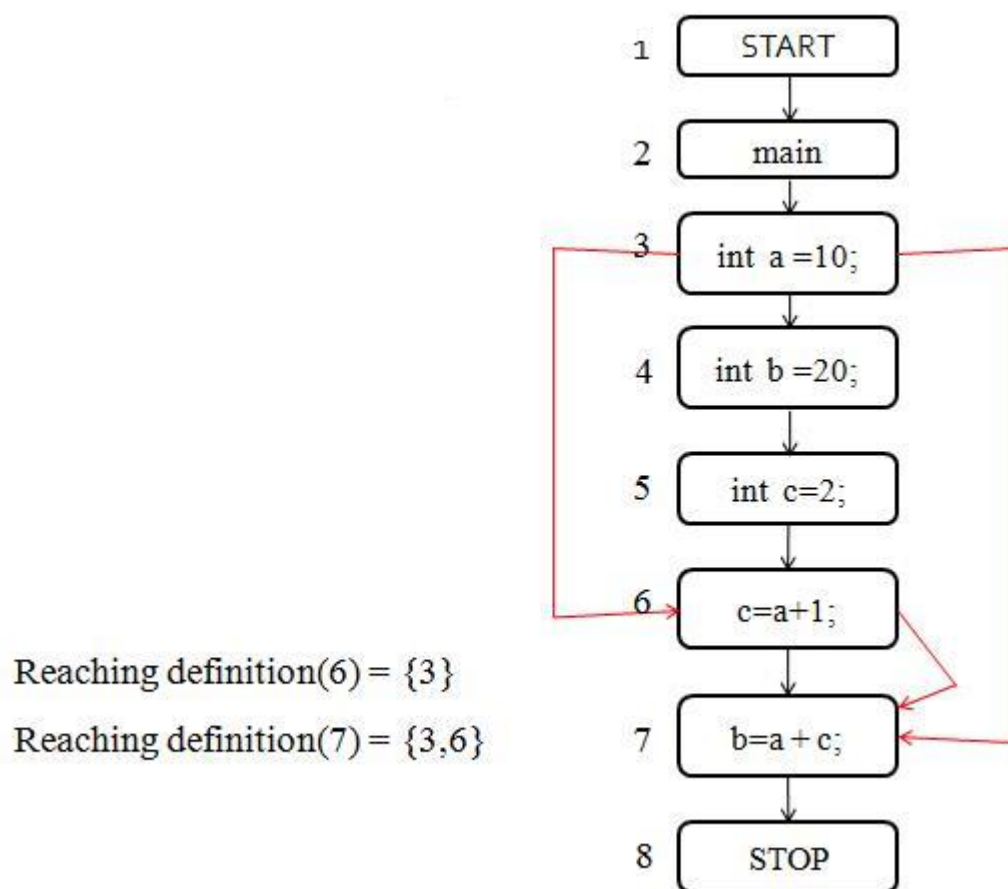 1 START
2 main
3 int a =10;
4 int b =20;
5 int c=2;
6 c=a+1;
Reaching definition(6) = {3}
Reaching definition(7) = {3,6}
7 b=a + c;
8 STOP